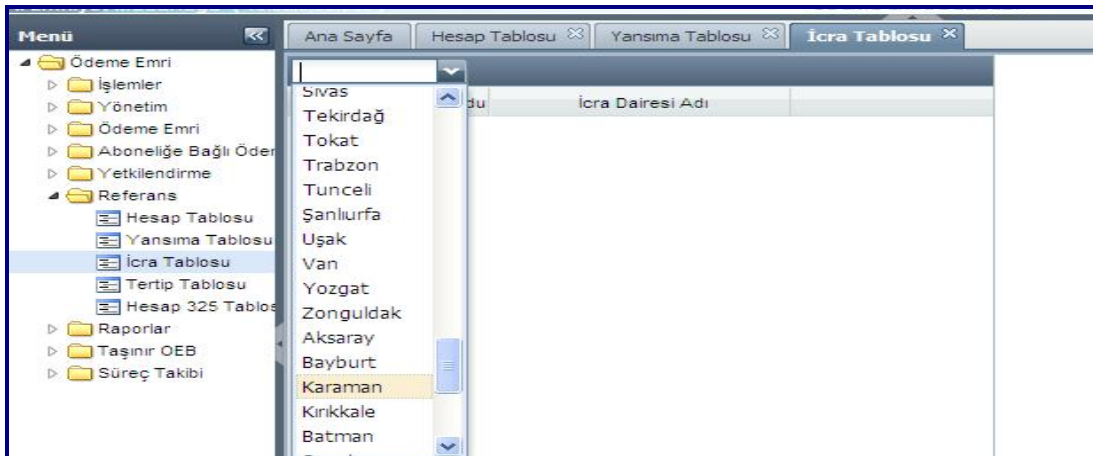 Menü
Ana Sayfa
Hesap Tablosu
Yansıma Tablosu
İcra Tablosu
Ödeme Emri
İşlemler
Yönetim
Ödeme Emri
Aboneliğe Bağlı Öder
Yetkilendirme
Referans
Hesap Tablosu
Yansıma Tablosu
İcra Tablosu
Tertip Tablosu
Hesap 325 Tablos
Raporlar
Taşınır OEB
Süreç Takibi
du
İcra Dairesi Adı
Sivas
Tekirdağ
Tokat
Trabzon
Tunceli
Şanlıurfa
Uşak
Van
Yozgat
Zonguldak
Aksaray
Bayburt
Karaman
Kırıkkale
Batman